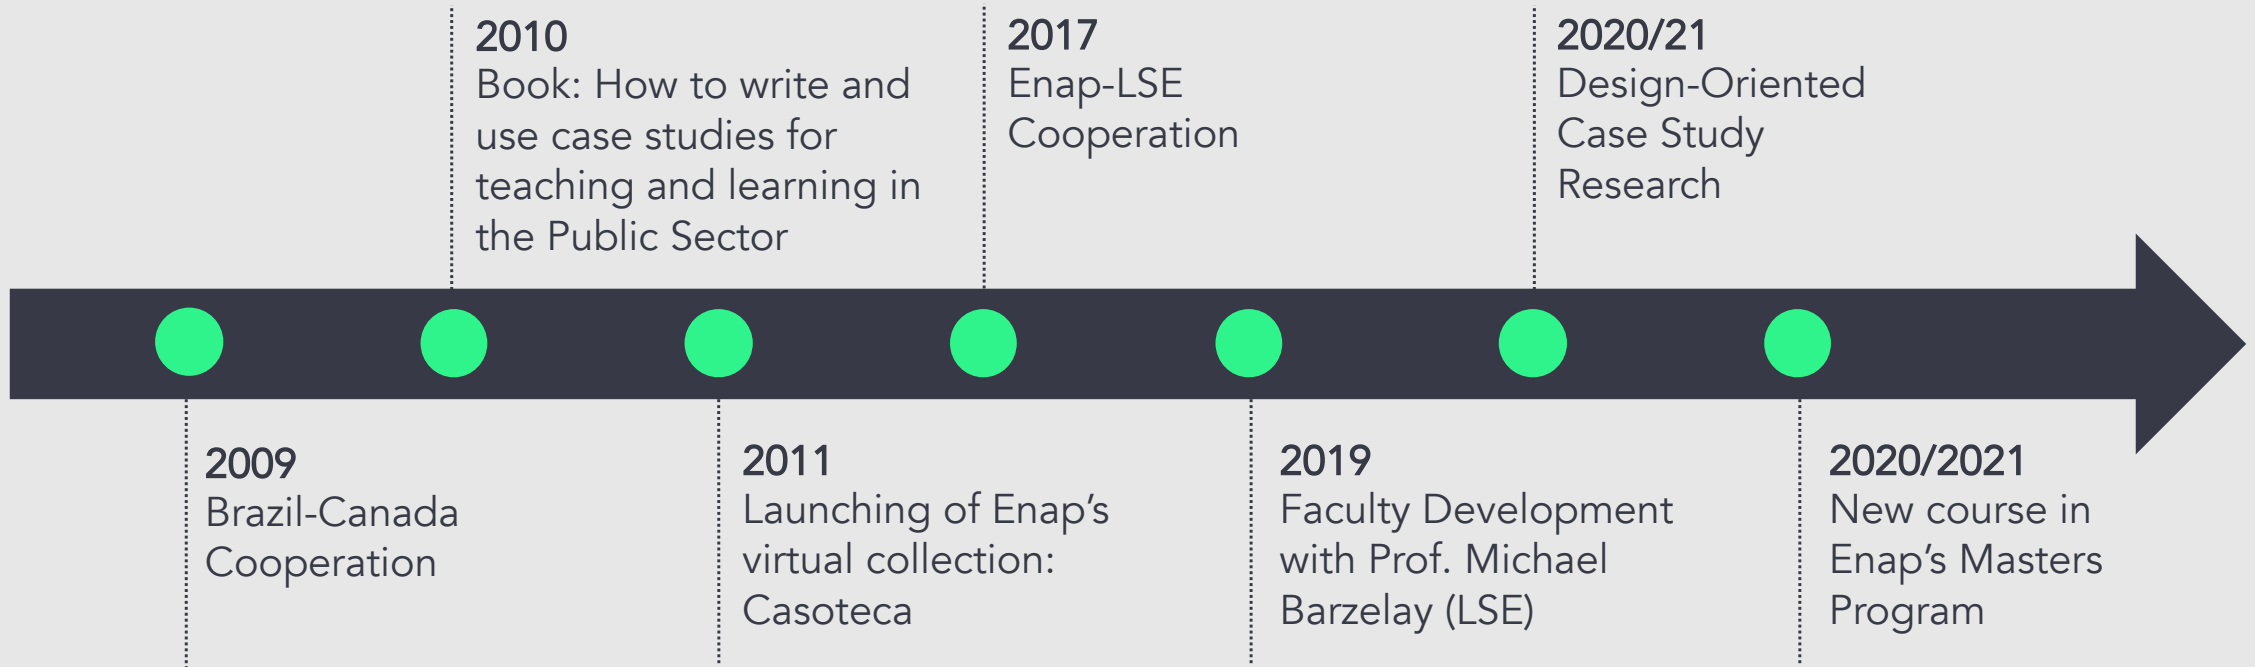 2010
Book: How to write and
use case studies for
teaching and learning in
the Public Sector
2017
Enap-LSE
Cooperation
2020/21
Design-Oriented
Case Study
Research
2009
Brazil-Canada
Cooperation
2011
Launching of Enap’s
virtual collection:
Casoteca
2019
Faculty Development
with Prof. Michael
Barzelay (LSE)
2020/2021
New course in
Enap’s Masters
Program